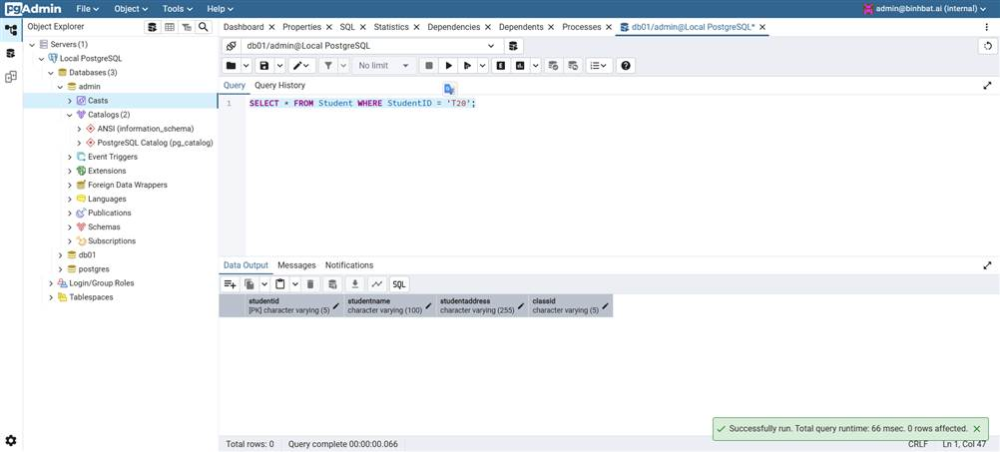 PgAdmin File Object Tools Help admin@binhbat.ai (internal)
Object Explorer
Dashboard Properties SQL Statistics Dependencies Dependents Processes db01/admin@Local PostgreSQL*
Servers (1)
db01/admin@Local PostgreSQL
Local PostgreSQL
Databases (3)
No limit
admin
Query Query History
Casts
1 SELECT * FROM Student WHERE StudentID = 'T20';
Catalogs (2)
ANSI (information_schema)
PostgreSQL Catalog (pg_catalog)
Event Triggers
Extensions
Foreign Data Wrappers
Languages
Publications
Schemas
Subscriptions
db01
postgres
Login/Group Roles
Tablespaces
Data Output Messages Notifications
SQL
studentid studentname studentaddress classid
[PK] character varying (5) character varying (100) character varying (255) character varying (5)
Successfully run. Total query runtime: 66 msec. 0 rows affected.
Total rows: 0 Query complete 00:00:00.066 CRLF Ln 1, Col 47